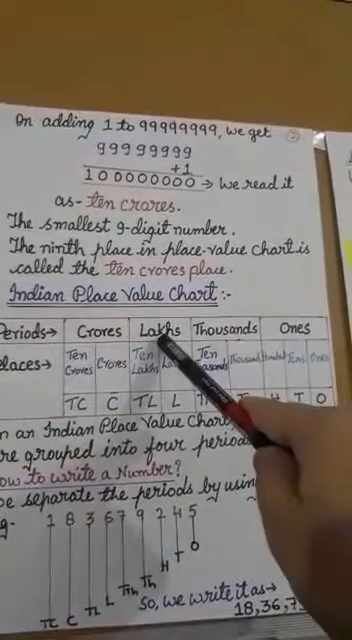 On adding 1 to 99999999, we get
99999999
+1
100000000 → we read it
as - ten crores.
The smallest 9-digit number.
The ninth place in place-value chart is
called the ten crores place.
Indian Place Value Chart :-
Periods→ Crores Lakhs Thousands Ones
Places→ Ten Crores Crores Ten Lakhs Ten Thousand Hundred Tens Ones
TC C TL L T O
In an Indian Place Value Chart
are grouped into four periods
How to write a Number?
separate the periods by using
1 8 3 6 7 9 2 4 5
TC C TL L TTh Th H T O
So, we write it as →
18,36,7